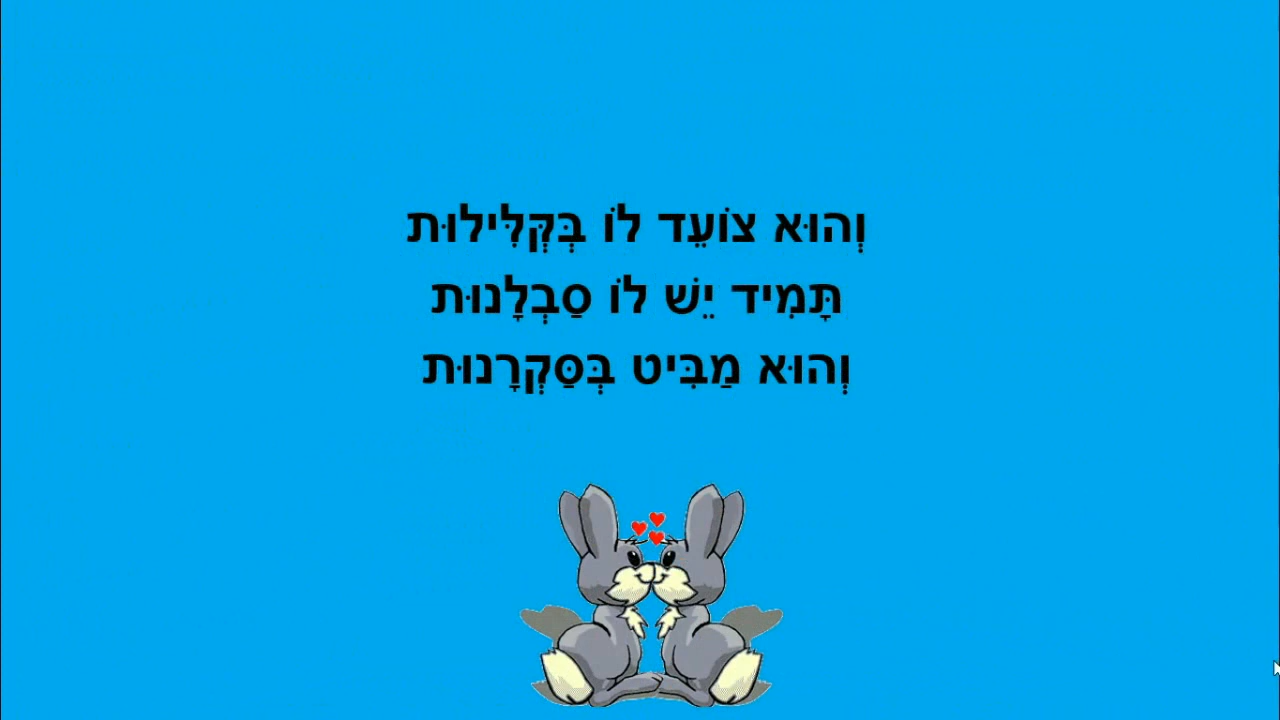 וְהוּא צוֹעֵד לוֹ בְּקְּלִּילוּת
תָּמִיד יֵשׁ לוֹ סַבְלָנוּת
וְהוּא מַבִּיט בְּסַּקְרָנוּת